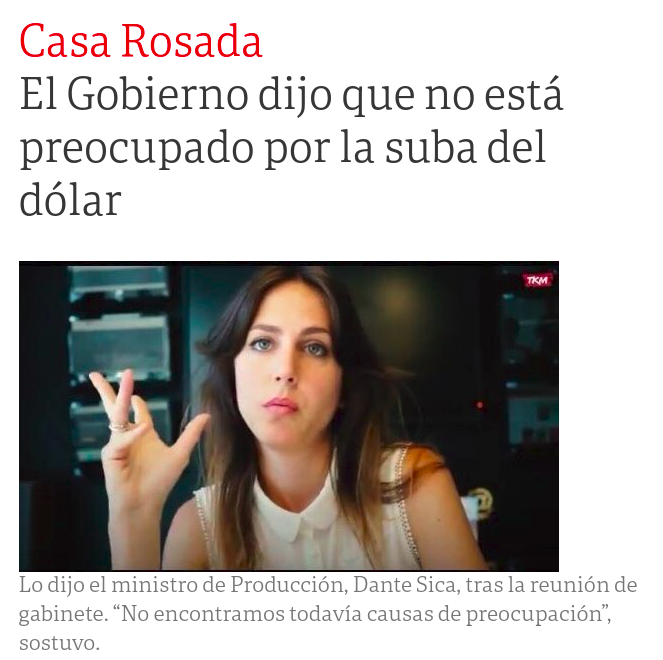 Casa Rosada
El Gobierno dijo que no está
preocupado por la suba del
dólar
TKM
Lo dijo el ministro de Producción, Dante Sica, tras la reunión de
gabinete. “No encontramos todavía causas de preocupación”,
sostuvo.